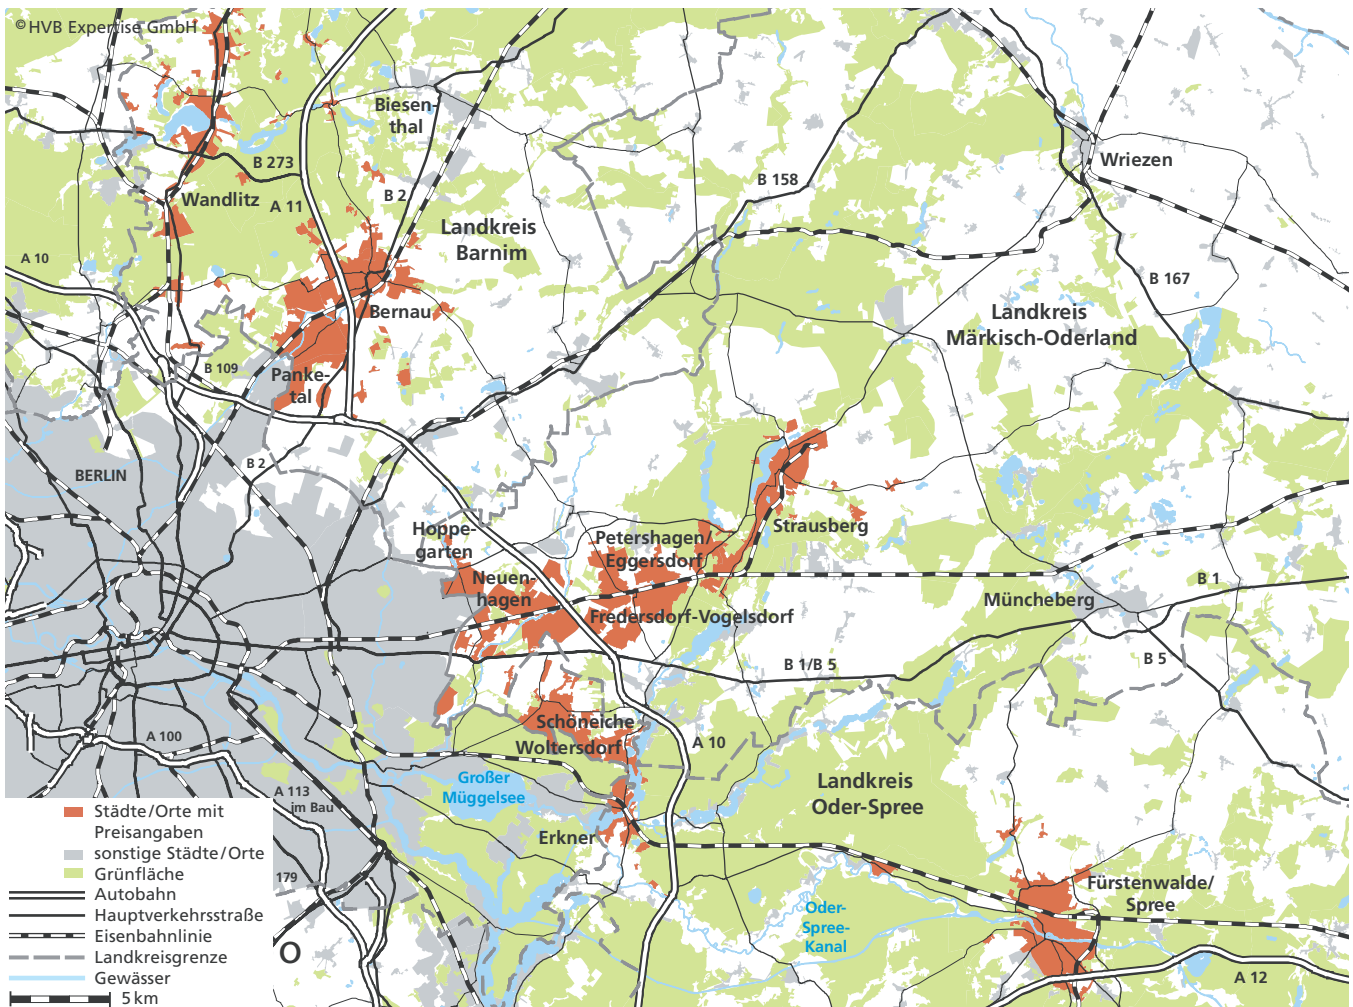 © HVB Expertise GmbH
Biesen-
thal
B 273
Wandlitz
A 11
B 2
B 158
Wriezen
Landkreis
Barnim
A 10
B 167
Bernau
Landkreis
Märkisch-Oderland
B 109
Panke-
tal
B 2
BERLIN
Hoppe-
garten
Strausberg
Petershagen/
Eggersdorf
Neuen-
hagen
B 1
Müncheberg
Fredersdorf-Vogelsdorf
B 1/B 5
B 5
Schöneiche
Woltersdorf
A 10
A 100
Großer
Müggelsee
Landkreis
Oder-Spree
A 113
im Bau
Erkner
179
Fürstenwalde/
Spree
Oder-
Spree-
Kanal
A 12
O
Städte/Orte mit
Preisangaben
sonstige Städte/Orte
Grünfläche
Autobahn
Hauptverkehrsstraße
Eisenbahnlinie
Landkreisgrenze
Gewässer
5 km